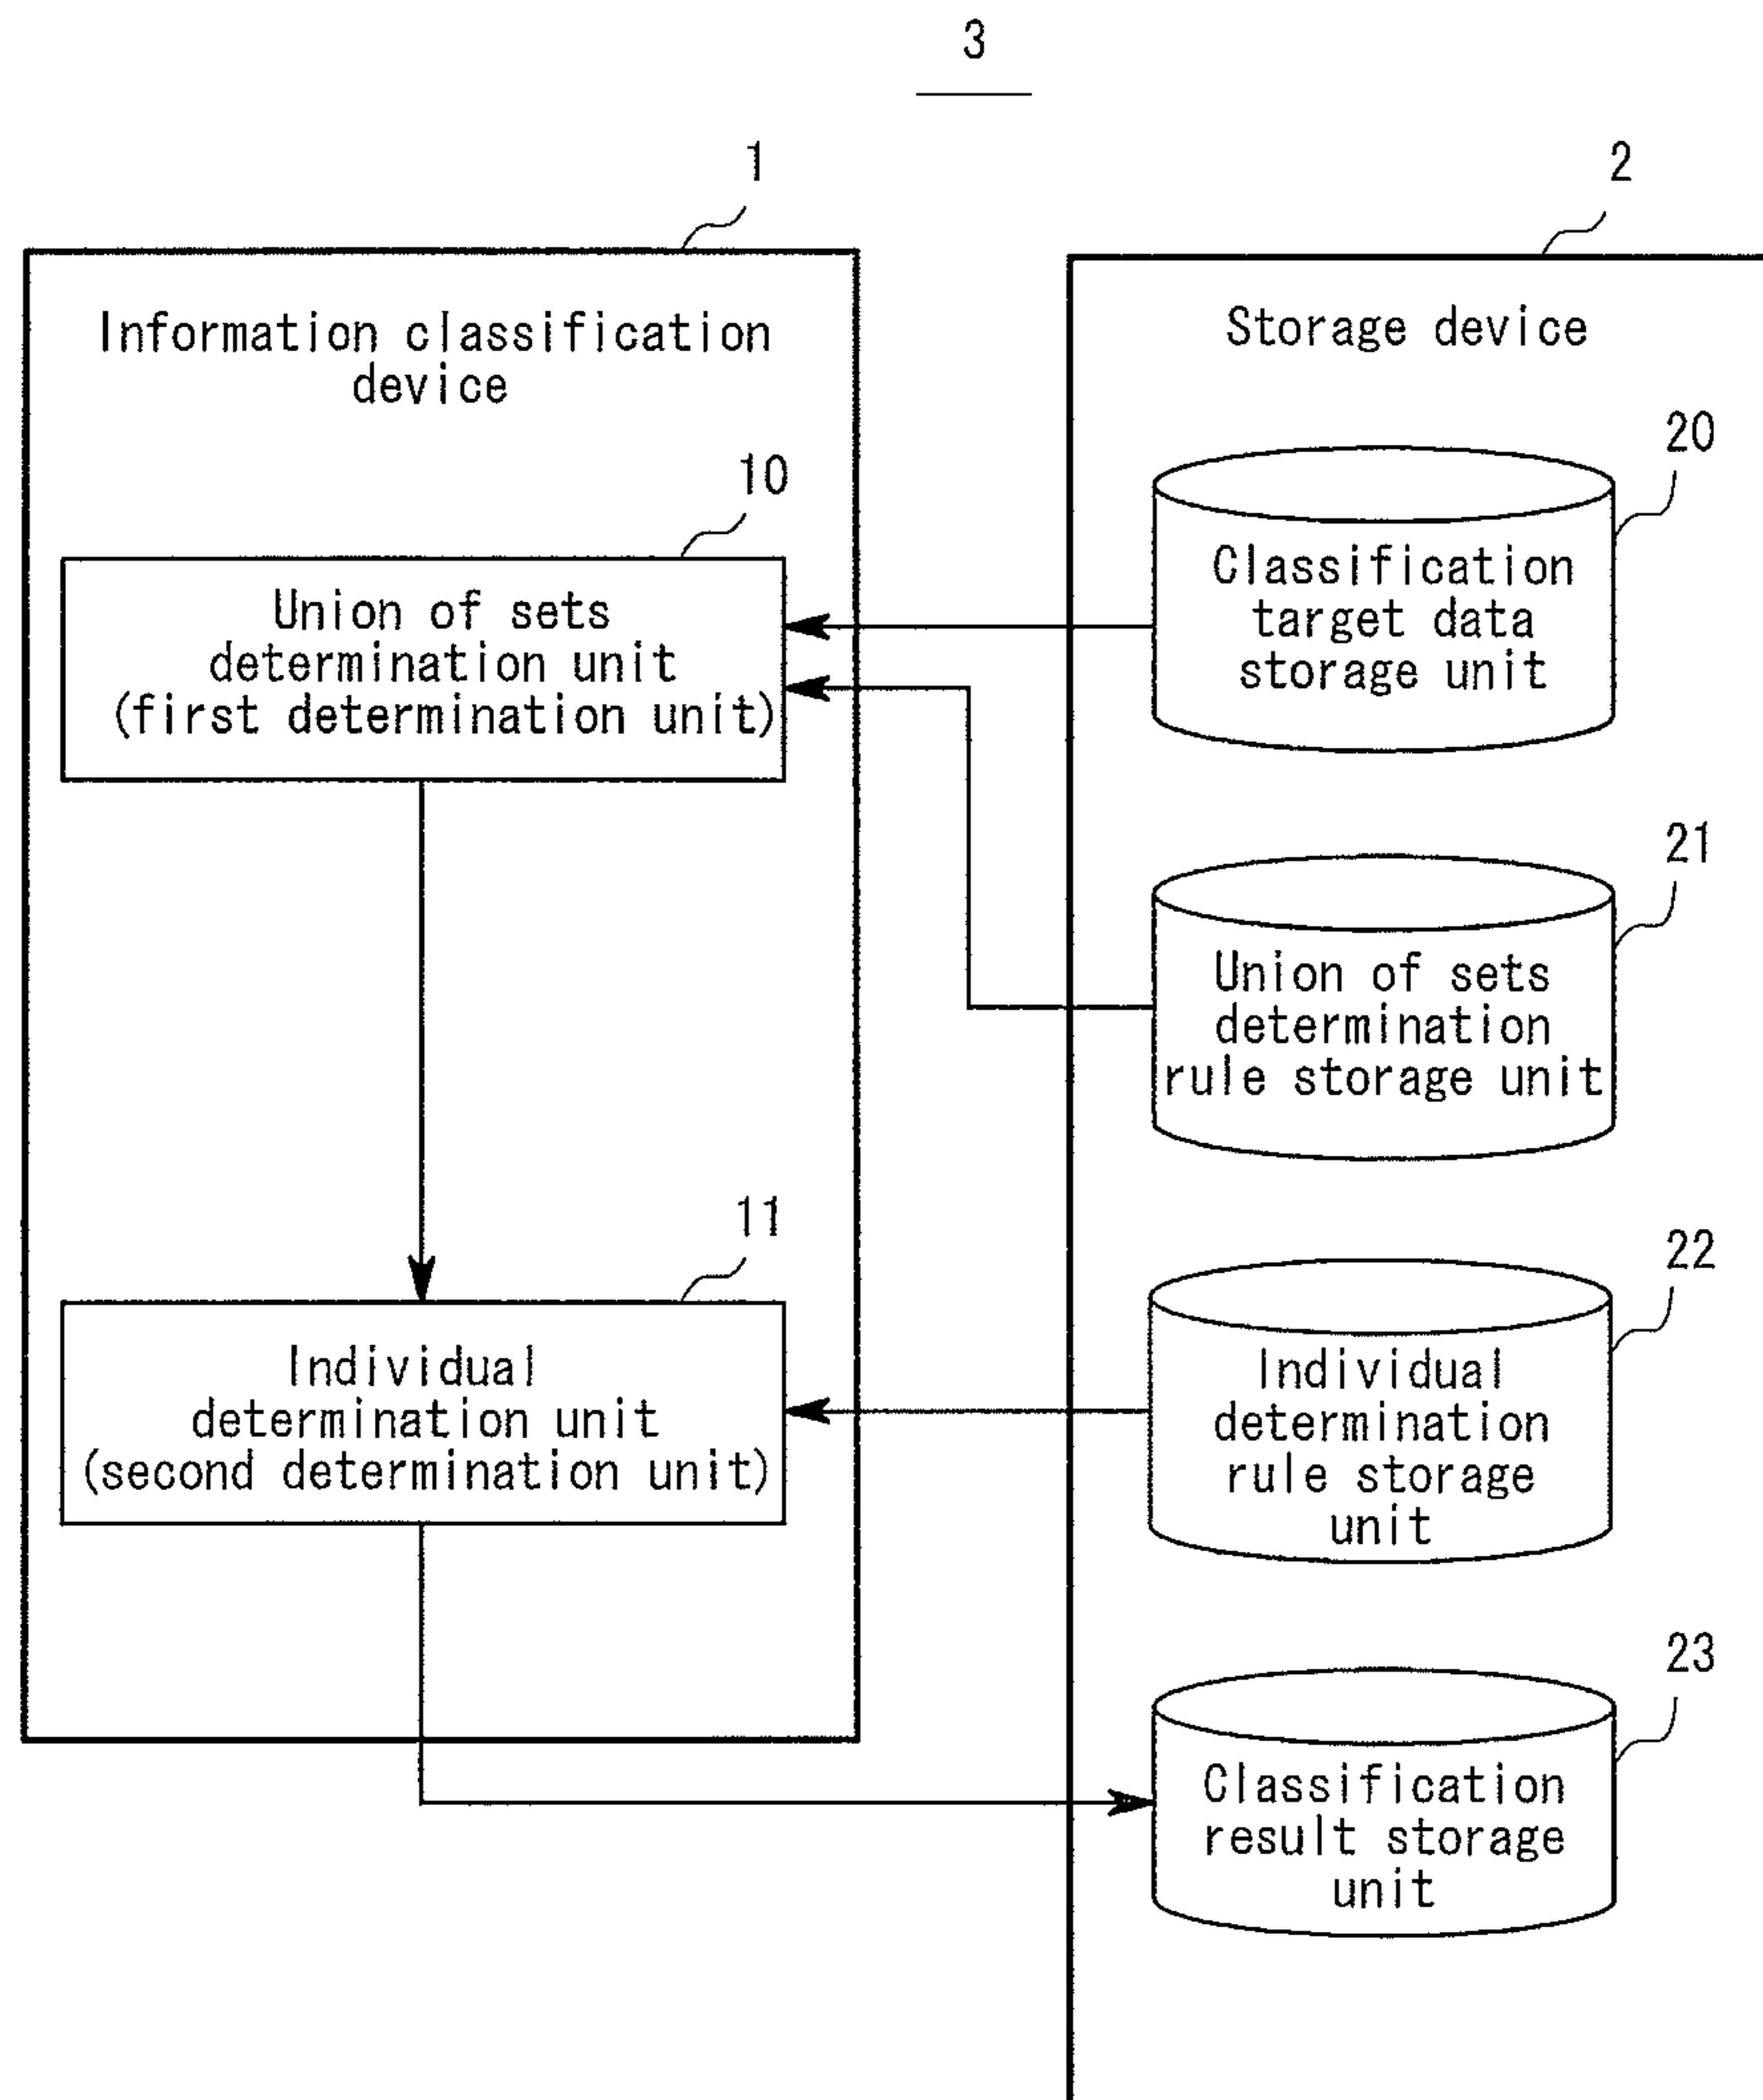 3
1
2
Information classification
device
Storage device
10
Union of sets
determination unit
(first determination unit)
11
Individual
determination unit
(second determination unit)
20
Classification
target data
storage unit
21
Union of sets
determination
rule storage unit
22
Individual
determination
rule storage
unit
23
Classification
result storage
unit